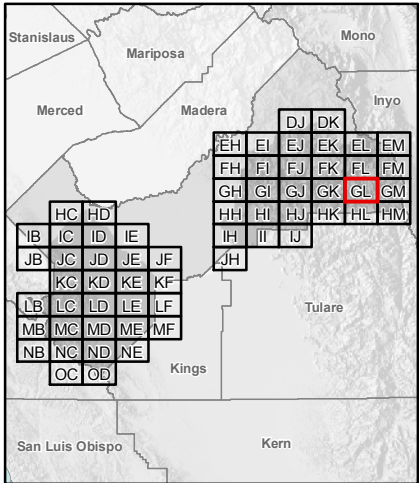 Stanislaus
Mono
Mariposa
Merced
Madera
Inyo
DJ DK
EH EI EJ EK EL EM
FH FI FJ FK FL FM
GH GI GJ GK GL GM
HC HD
HH HI HJ HK HL HM
IB IC ID IE
IH II IJ
JB JC JD JE JF
JH
KC KD KE KF
LB LC LD LE LF
Tulare
MB MC MD ME MF
NB NC ND NE
Kings
OC OD
San Luis Obispo
Kern